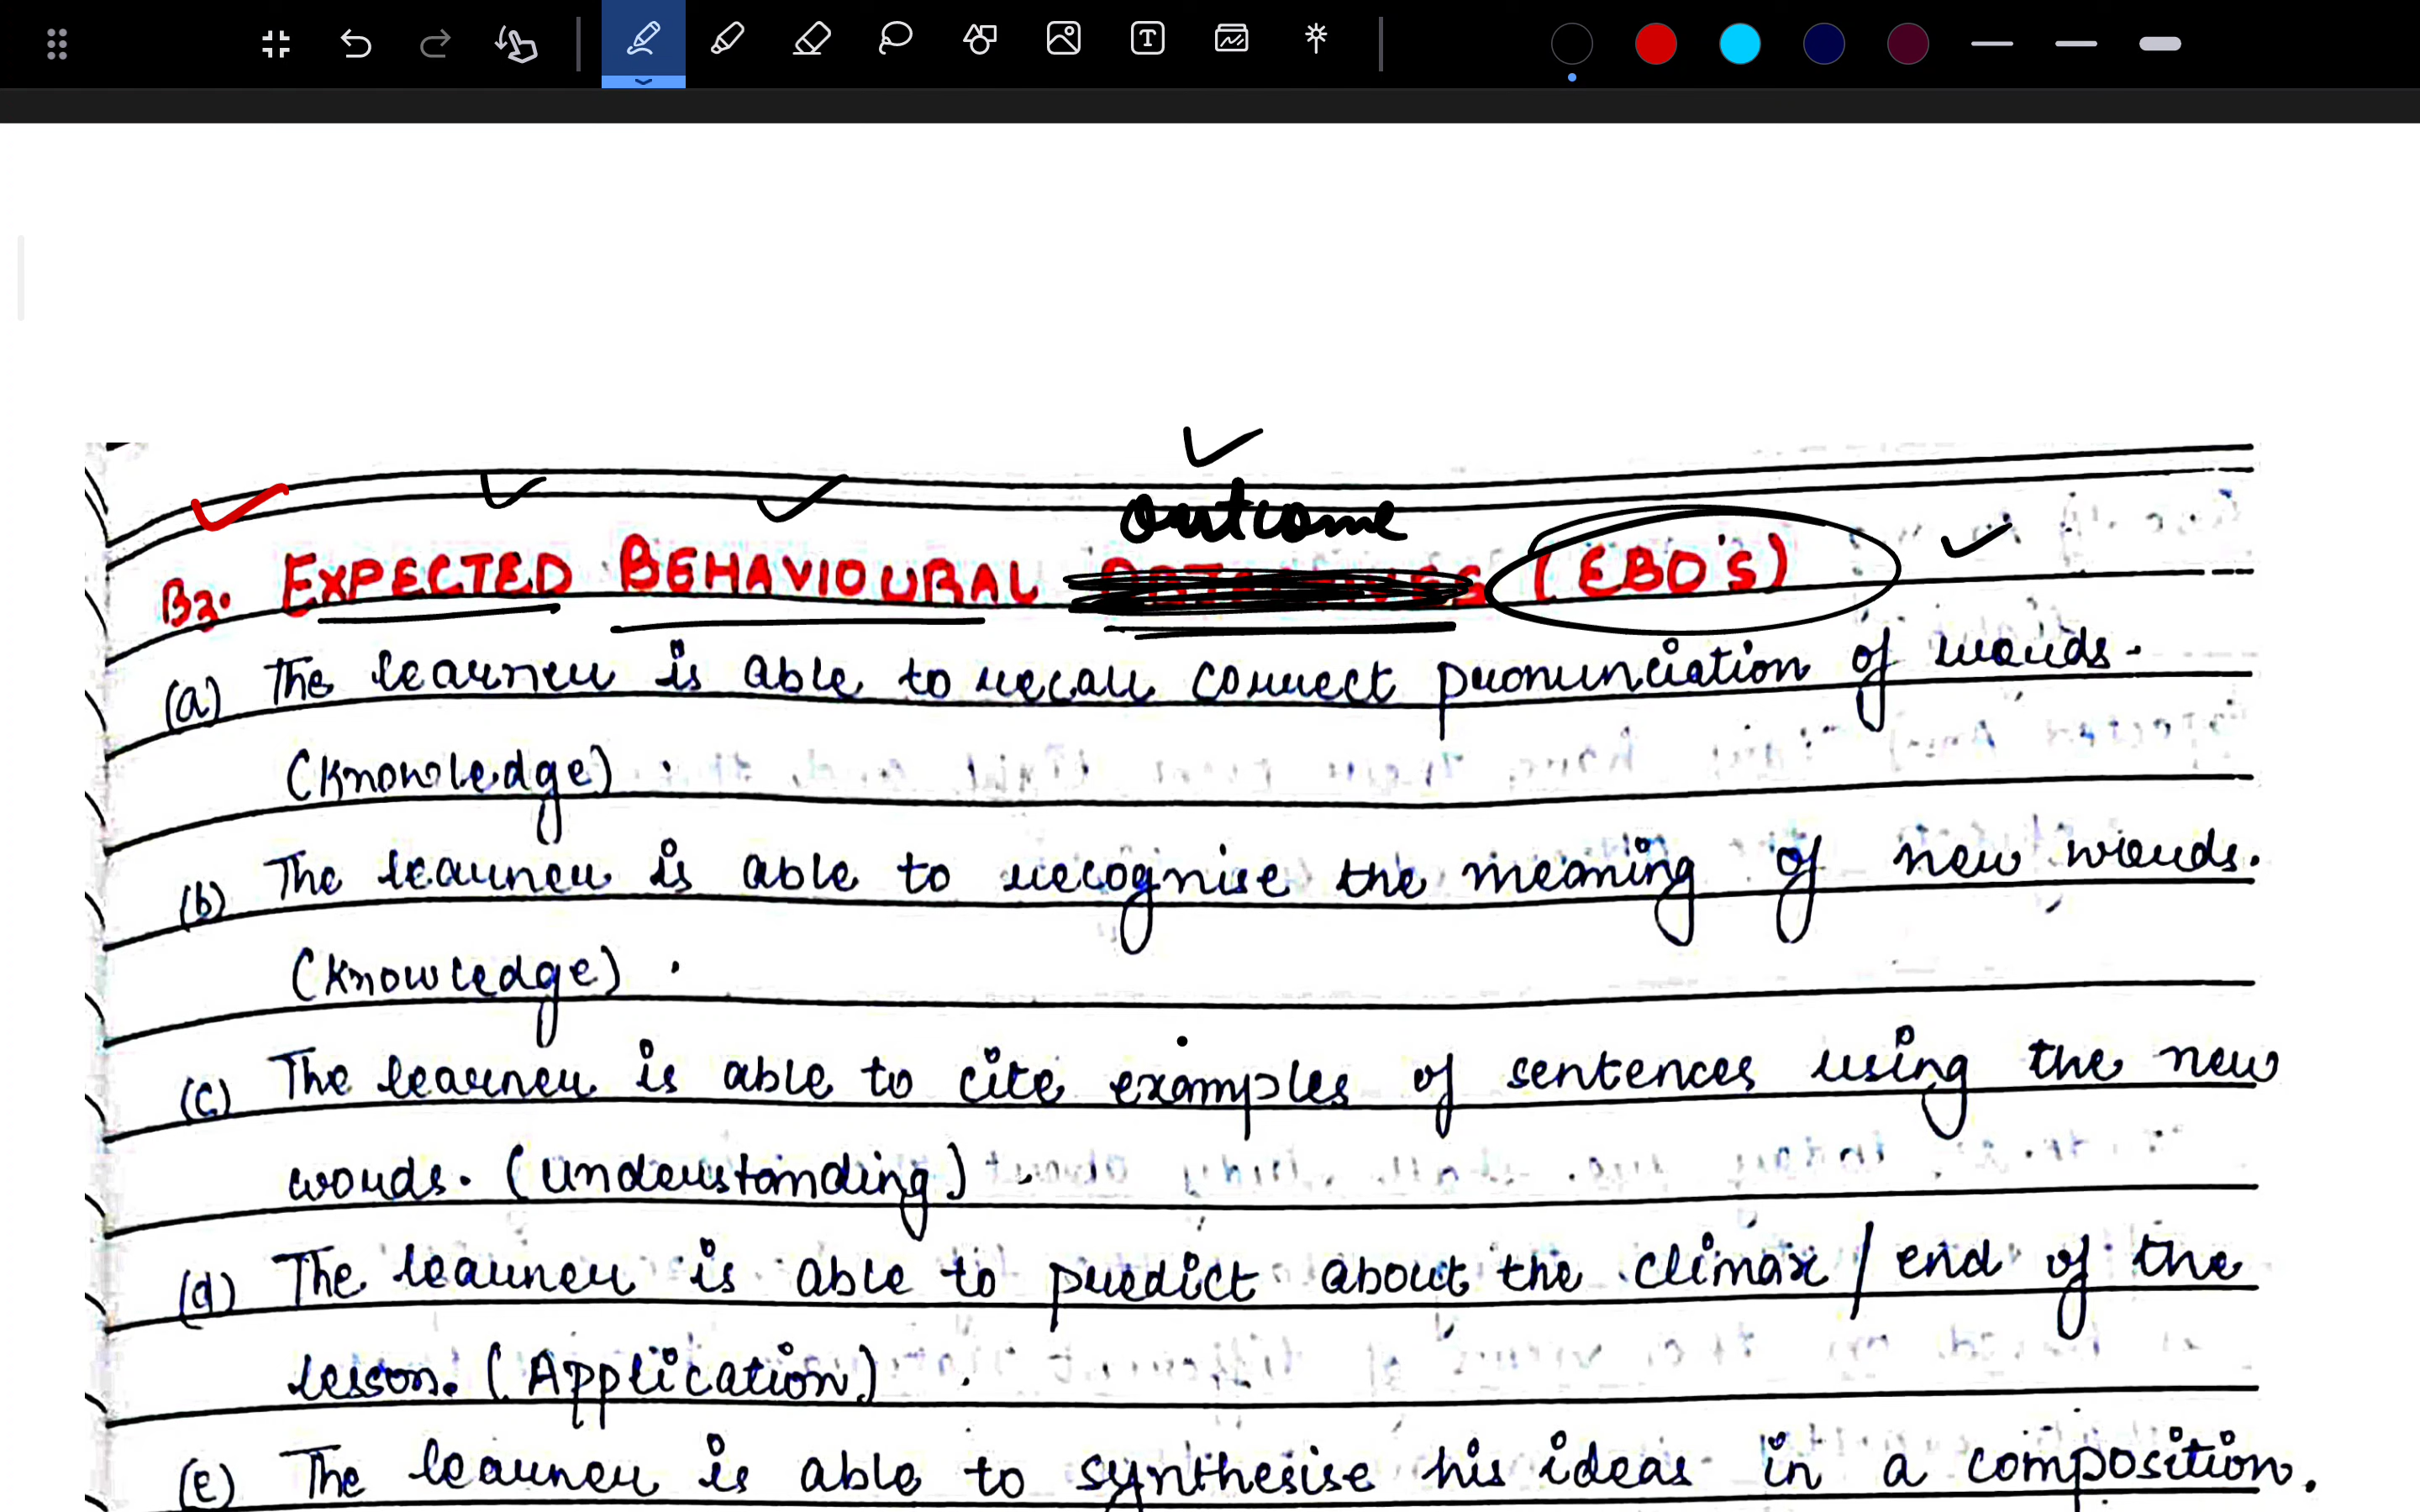 outcome
B3. EXPECTED BEHAVIOURAL (EBO's)
(a) The learner is able to recall correct pronunciation of words.
(Knowledge)
(b) The learner is able to recognise the meaning of new words.
(Knowledge).
(c) The learner is able to cite examples of sentences using the new
words. (Understanding)
(d) The learner is able to predict about the climax / end of the
lesson. (Application)
(e) The learner is able to synthesise his ideas in a composition.